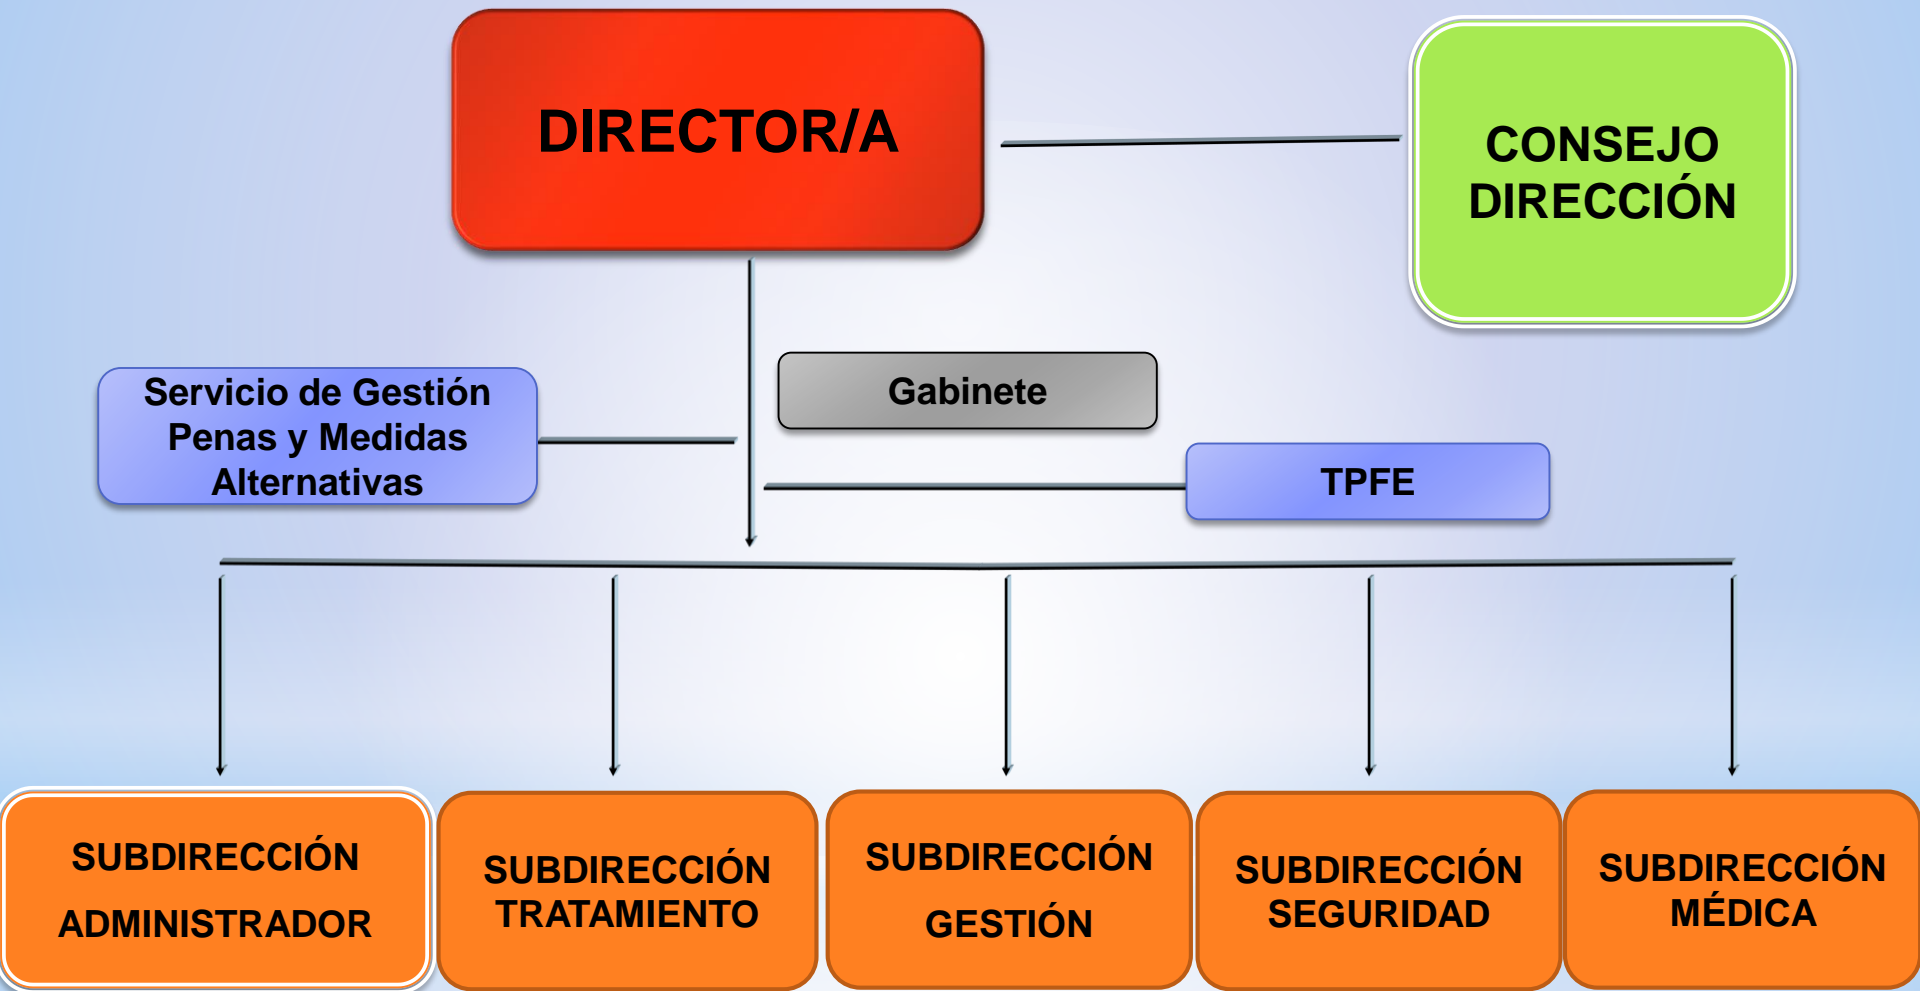 DIRECTOR/A
CONSEJO
DIRECCIÓN
Gabinete
Servicio de Gestión
Penas y Medidas
Alternativas
TPFE
SUBDIRECCIÓN
ADMINISTRADOR
SUBDIRECCIÓN
TRATAMIENTO
SUBDIRECCIÓN
GESTIÓN
SUBDIRECCIÓN
SEGURIDAD
SUBDIRECCIÓN
MÉDICA